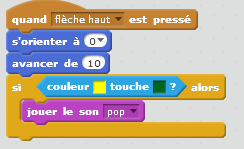 quand flèche haut est pressé
s'orienter à 0
avancer de 10
si couleur touche ? alors
jouer le son pop